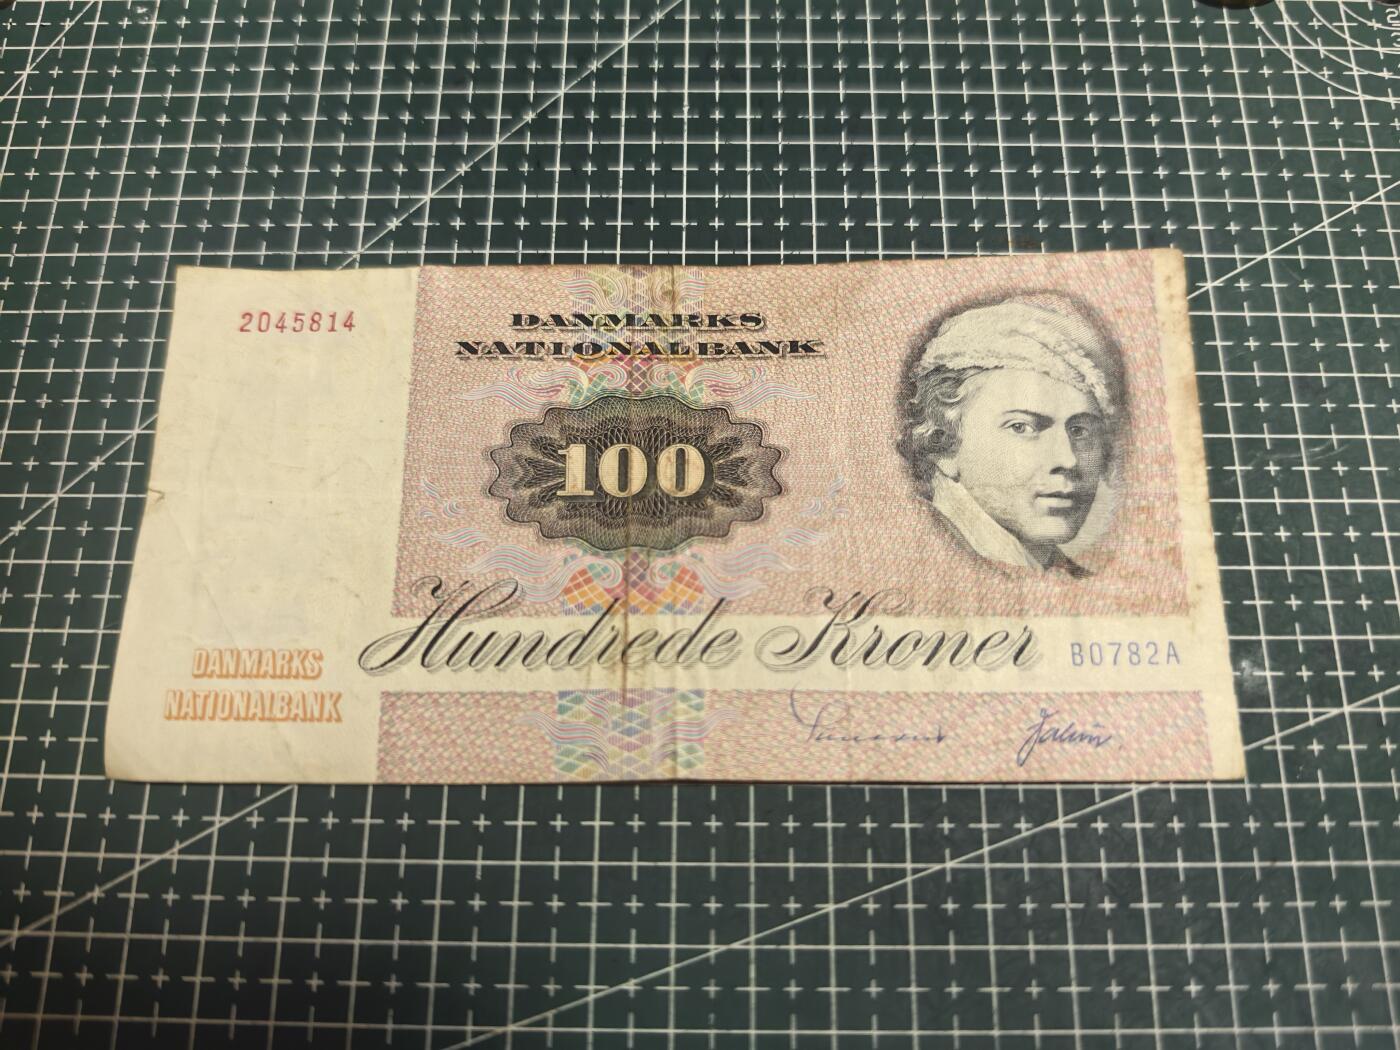 2045814
DANMARKS
NATIONALBANK
100
Hundrede Kroner
B0782A
DANMARKS
NATIONALBANK